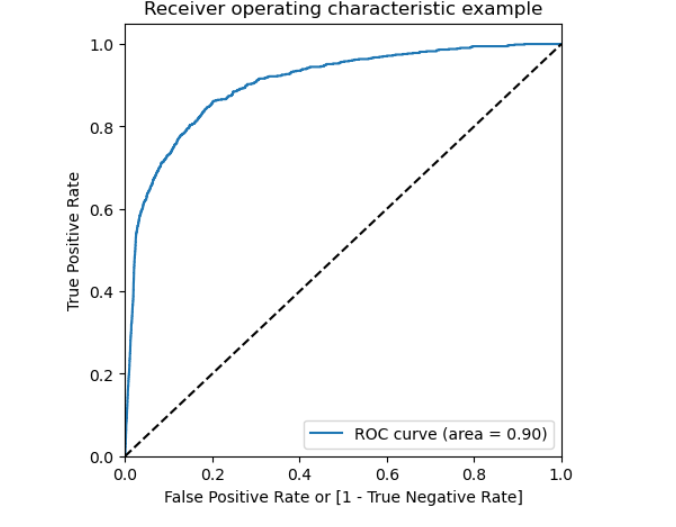 Receiver operating characteristic example
1.0
0.8
0.6
0.4
0.2
0.0
True Positive Rate
ROC curve (area = 0.90)
0.0 0.2 0.4 0.6 0.8 1.0
False Positive Rate or [1 - True Negative Rate]